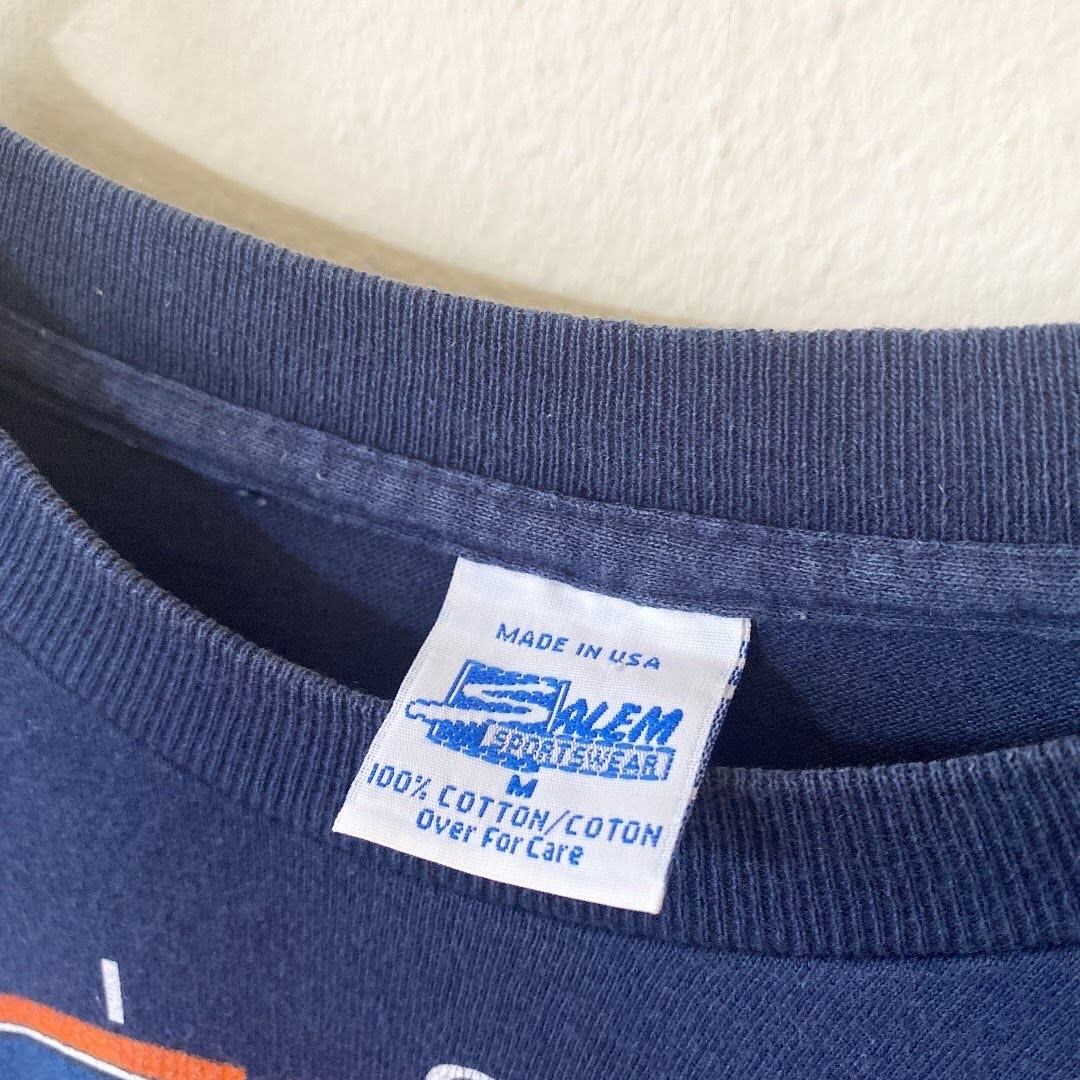 MADE IN USA
SALEM
SPORTSWEAR
M
100% COTTON/COTON
Over For Care
I